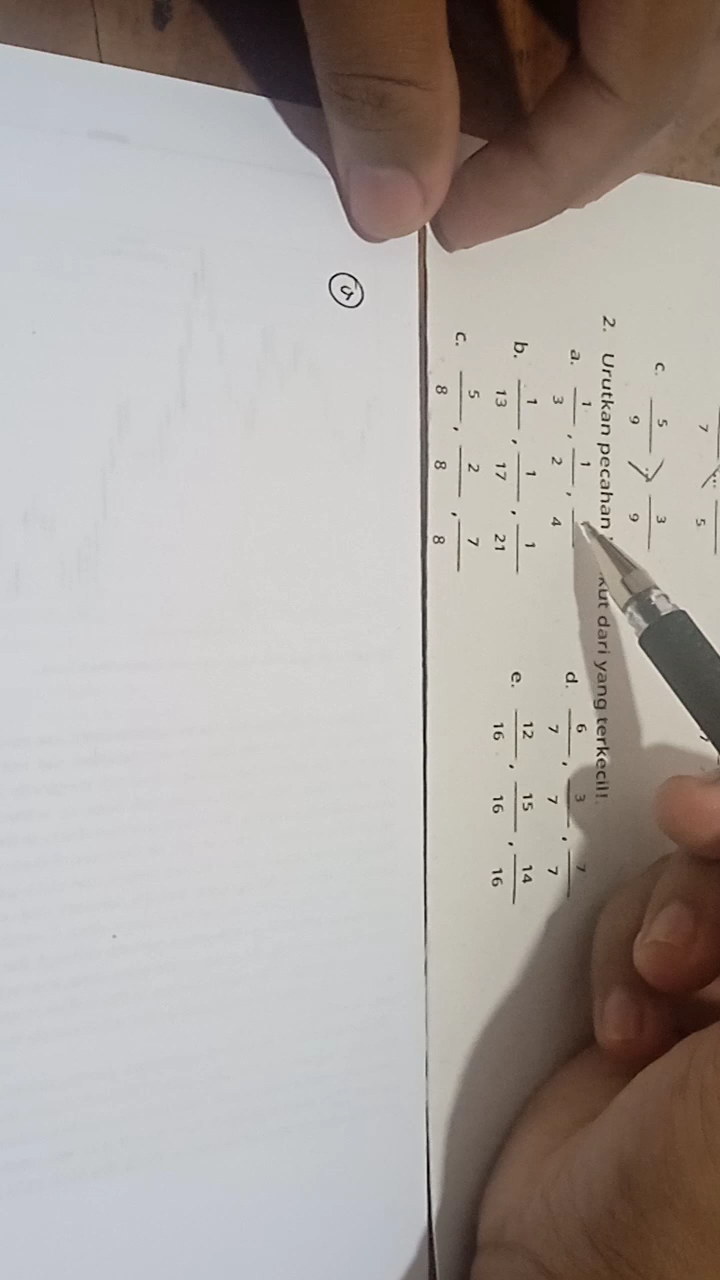 7 5
c. 5/9 > 3/9
2. Urutkan pecahan kut dari yang terkecil!
a. 1/3 , 1/2 , /4 d. 6/7 , 3/7 , 7/7
b. 1/13 , 1/17 , 1/21 e. 12/16 , 15/16 , 14/16
c. 5/8 , 2/8 , 7/8